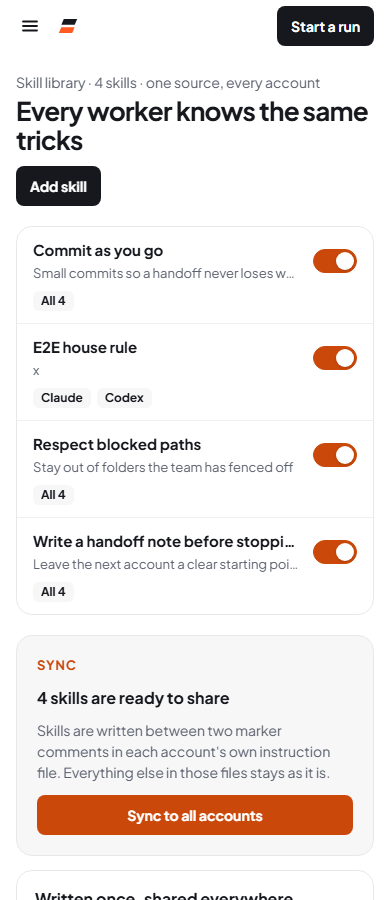 Start a run
Skill library · 4 skills · one source, every account
Every worker knows the same
tricks
Add skill
Commit as you go
Small commits so a handoff never loses w...
All 4
E2E house rule
x
Claude Codex
Respect blocked paths
Stay out of folders the team has fenced off
All 4
Write a handoff note before stoppi...
Leave the next account a clear starting poi...
All 4
SYNC
4 skills are ready to share
Skills are written between two marker
comments in each account's own instruction
file. Everything else in those files stays as it is.
Sync to all accounts
Written once, shared everywhere